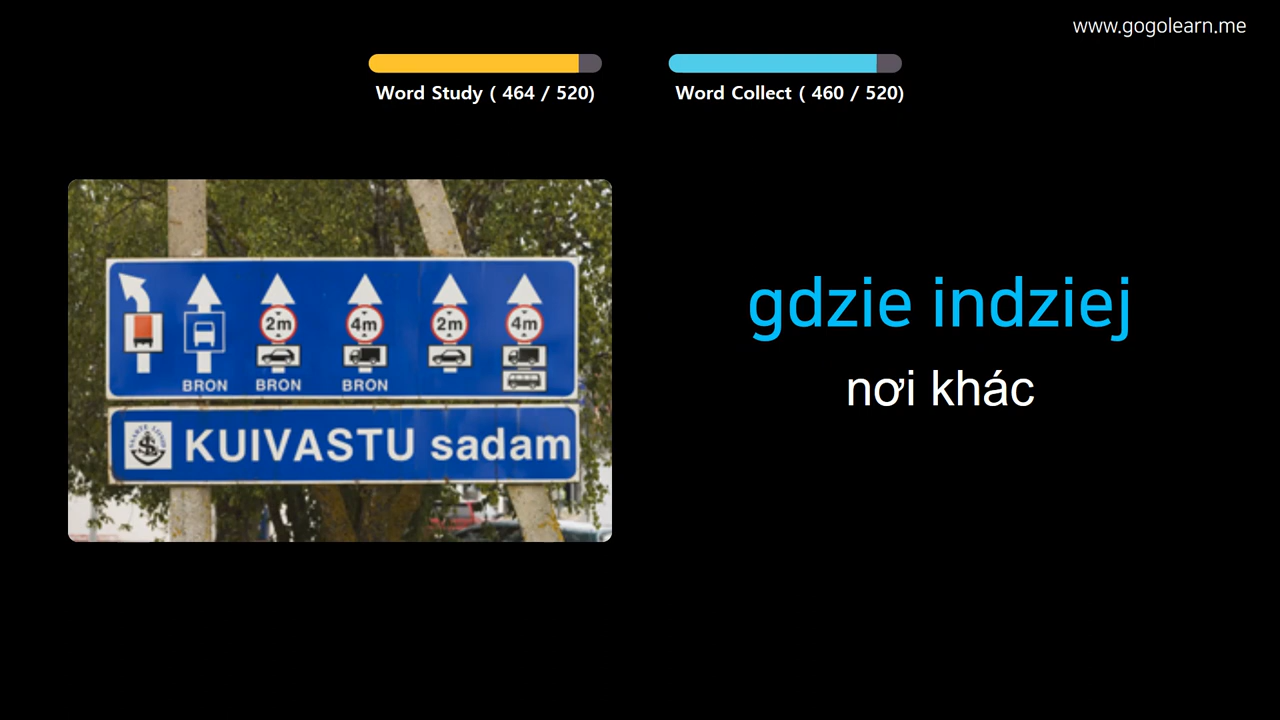 www.gogolearn.me
Word Study ( 464 / 520)
Word Collect ( 460 / 520)
2m
4m
2m
4m
BRON
BRON
BRON
KUIVASTU sadam
gdzie indziej
nơi khác